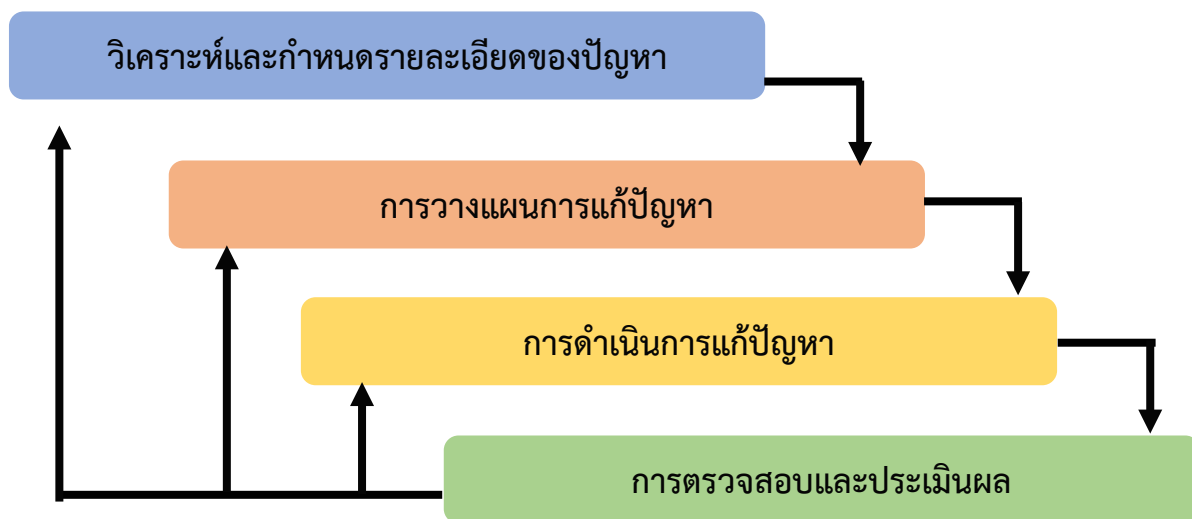 วิเคราะห์และกำหนดรายละเอียดของปัญหา
การวางแผนการแก้ปัญหา
การดำเนินการแก้ปัญหา
การตรวจสอบและประเมินผล